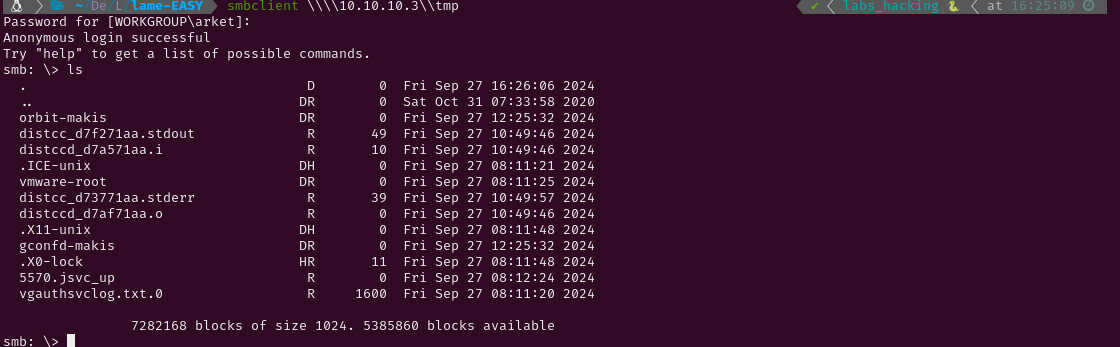 ~/De/L/lame-EASY smbclient \\\\10.10.10.3\\tmp ✔ labs_hacking 🐍 at 16:25:09
Password for [WORKGROUP\arket]:
Anonymous login successful
Try "help" to get a list of possible commands.
smb: \> ls
. D 0 Fri Sep 27 16:26:06 2024
.. DR 0 Sat Oct 31 07:33:58 2020
orbit-makis DR 0 Fri Sep 27 12:25:32 2024
distcc_d7f271aa.stdout R 49 Fri Sep 27 10:49:46 2024
distccd_d7a571aa.i R 10 Fri Sep 27 10:49:46 2024
.ICE-unix DH 0 Fri Sep 27 08:11:21 2024
vmware-root DR 0 Fri Sep 27 08:11:25 2024
distcc_d73771aa.stderr R 39 Fri Sep 27 10:49:57 2024
distccd_d7af71aa.o R 0 Fri Sep 27 10:49:46 2024
.X11-unix DH 0 Fri Sep 27 08:11:48 2024
gconfd-makis DR 0 Fri Sep 27 12:25:32 2024
.X0-lock HR 11 Fri Sep 27 08:11:48 2024
5570.jsvc_up R 0 Fri Sep 27 08:12:24 2024
vgauthsvclog.txt.0 R 1600 Fri Sep 27 08:11:20 2024
7282168 blocks of size 1024. 5385860 blocks available
smb: \>